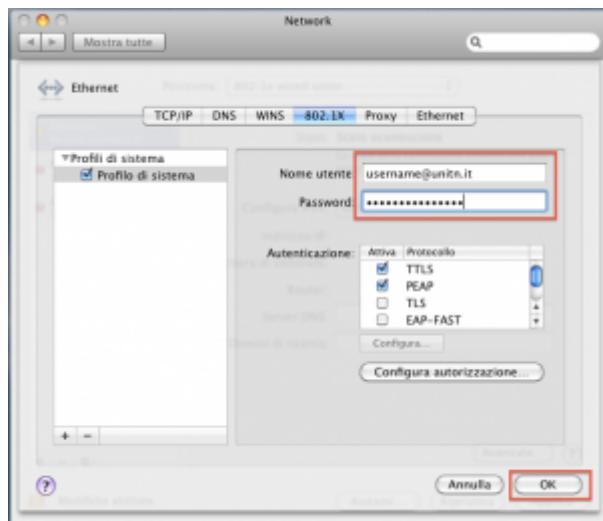 Network
Mostra tutte
Ethernet
TCP/IP DNS WINS 802.1X Proxy Ethernet
Profili di sistema
Profilo di sistema
Nome utente: username@unitn.it
Password: ••••••••••••••
Autenticazione: Attiva Protocollo
TTLS
PEAP
TLS
EAP-FAST
Configura...
Configura autorizzazione...
+ −
?
Annulla OK